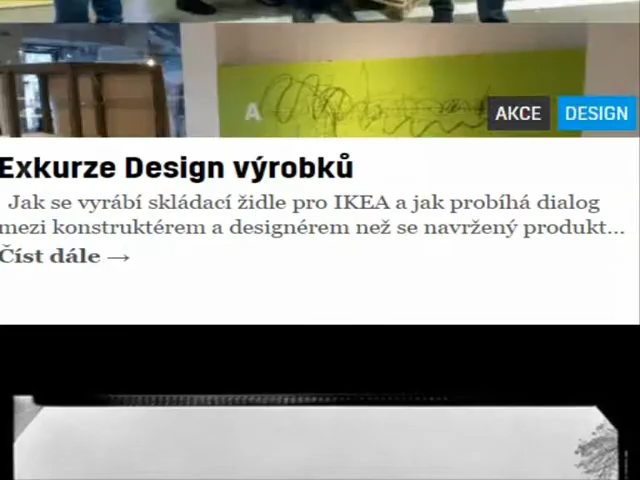 A
AKCE DESIGN
Exkurze Design výrobků
Jak se vyrábí skládací židle pro IKEA a jak probíhá dialog
mezi konstruktérem a designérem než se navržený produkt...
Číst dále →